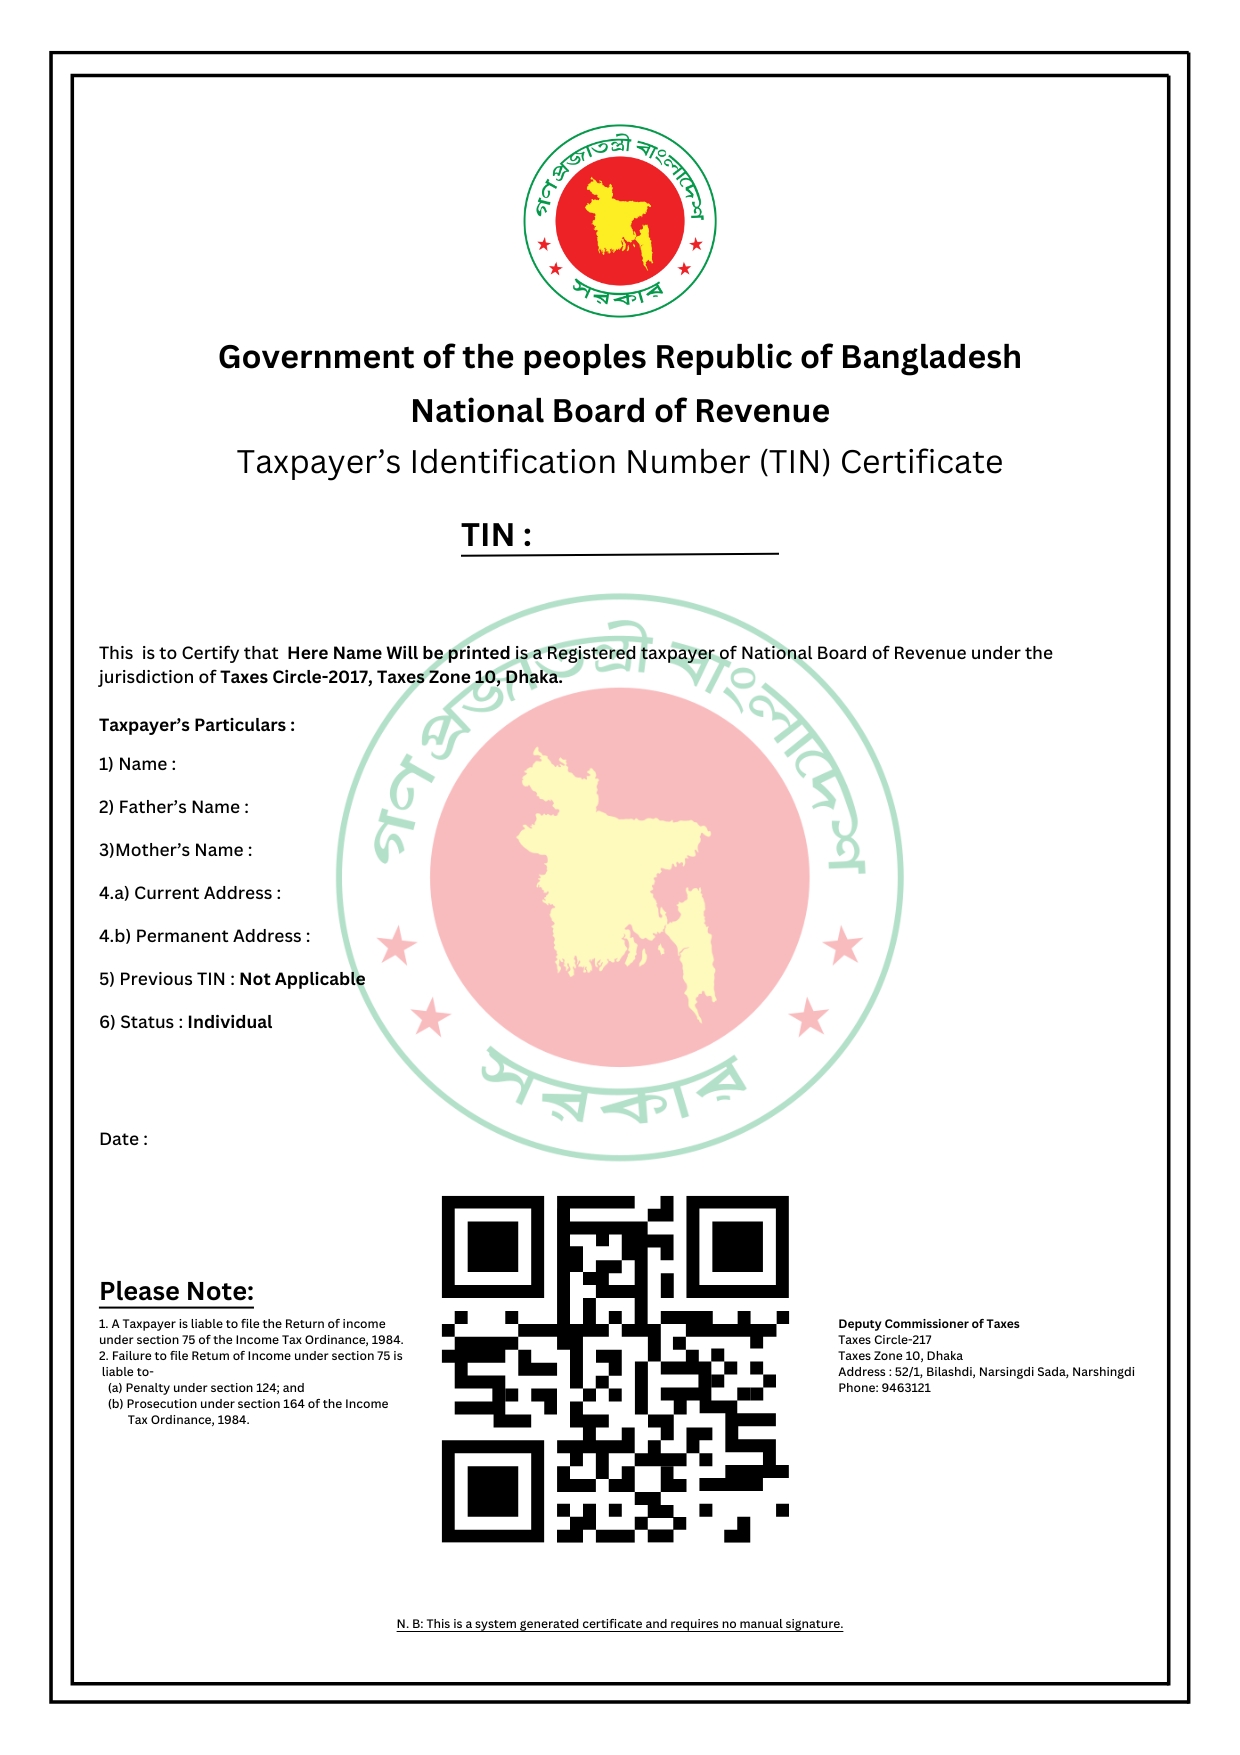 গণপ্রজাতন্ত্রী বাংলাদেশ
সরকার
Government of the peoples Republic of Bangladesh
National Board of Revenue
Taxpayer’s Identification Number (TIN) Certificate
TIN :
গণপ্রজাতন্ত্রী বাংলাদেশ
This  is to Certify that  Here Name Will be printed is a Registered taxpayer of National Board of Revenue under the
jurisdiction of Taxes Circle-2017, Taxes Zone 10, Dhaka.
Taxpayer’s Particulars :
1) Name :
2) Father’s Name :
3)Mother’s Name :
4.a) Current Address :
4.b) Permanent Address :
5) Previous TIN : Not Applicable
6) Status : Individual
সরকার
Date :
Please Note:
1. A Taxpayer is liable to file the Return of income
under section 75 of the Income Tax Ordinance, 1984.
2. Failure to file Retum of Income under section 75 is
liable to-
(a) Penalty under section 124; and
(b) Prosecution under section 164 of the Income
Tax Ordinance, 1984.
Deputy Commissioner of Taxes
Taxes Circle-217
Taxes Zone 10, Dhaka
Address : 52/1, Bilashdi, Narsingdi Sada, Narshingdi
Phone: 9463121
N. B: This is a system generated certificate and requires no manual signature.